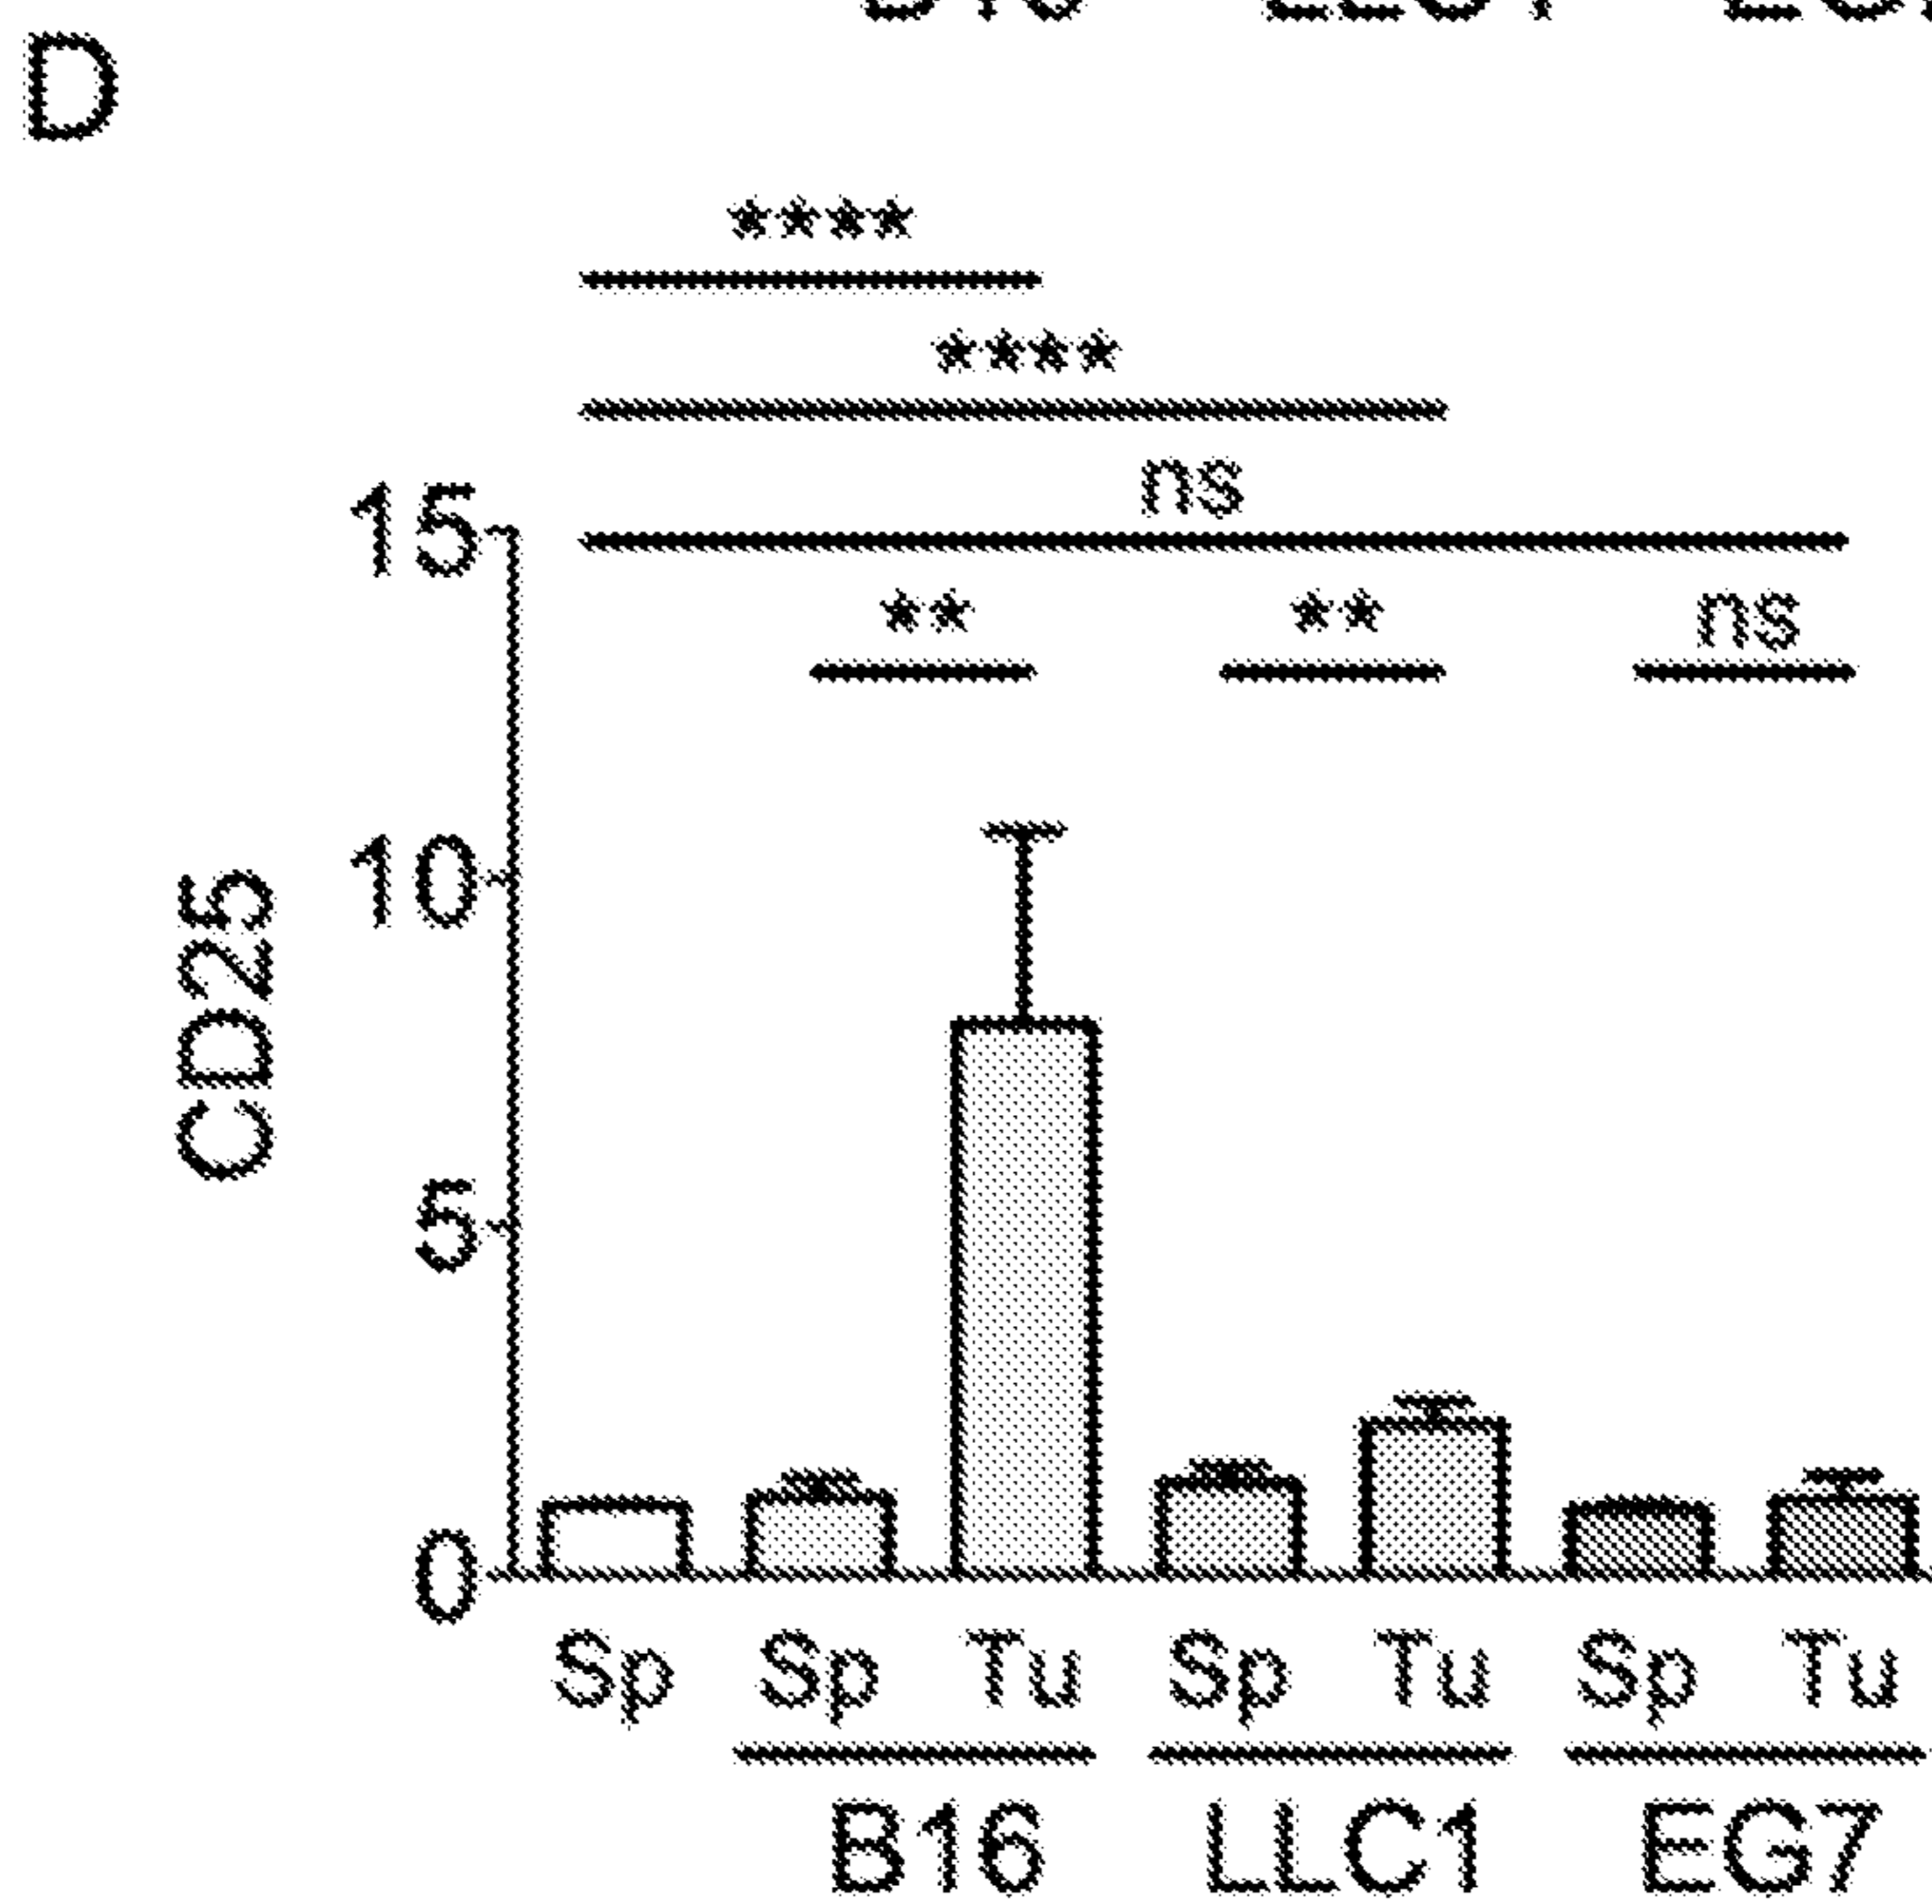 D
****
****
ns
** ** ns
15
10
5
0
CD25
Sp Sp Tu Sp Tu Sp Tu
B16 LLC1 EG7